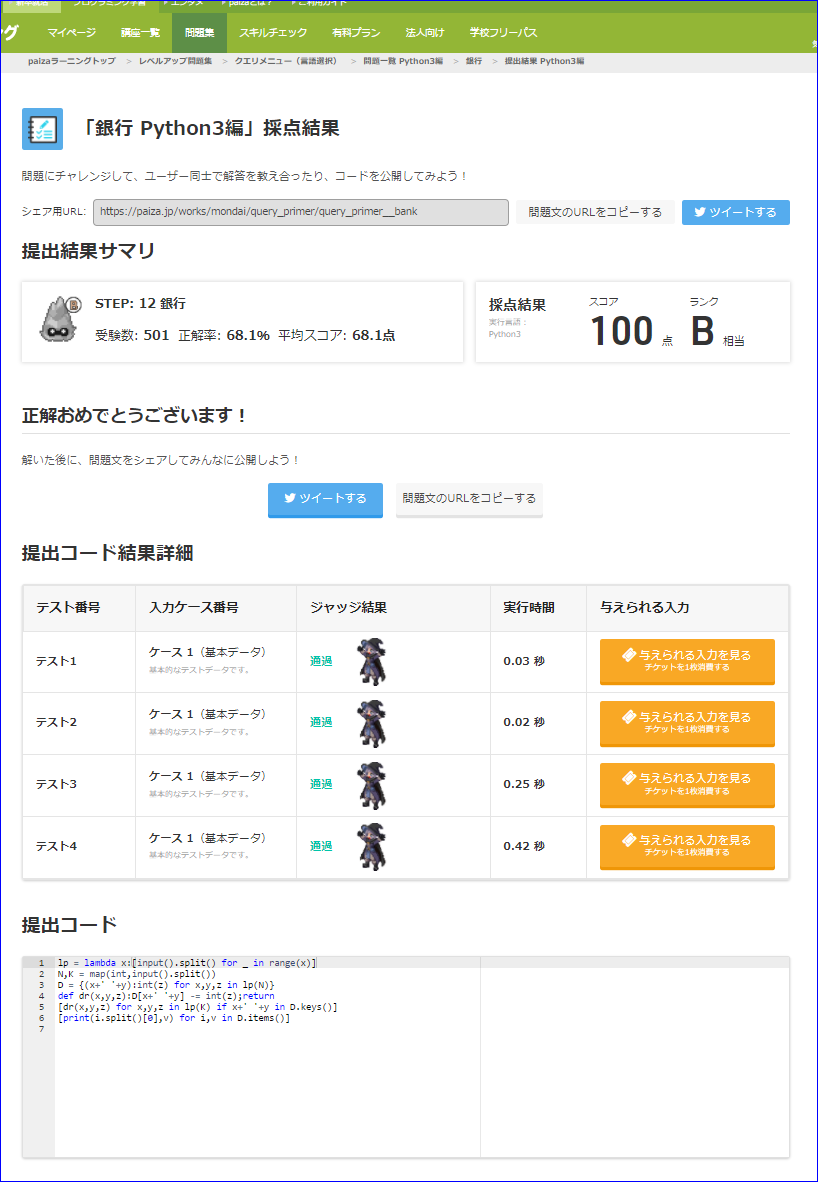 プログラミング学習 エンタメ paizaとは? ご利用ガイド
グ マイページ 講座一覧 問題集 スキルチェック 有料プラン 法人向け 学校フリーパス
paizaラーニングトップ > レベルアップ問題集 > クエリメニュー（言語選択） > 問題一覧 Python3編 > 銀行 > 提出結果 Python3編
「銀行 Python3編」採点結果
問題にチャレンジして、ユーザー同士で解答を教え合ったり、コードを公開してみよう！
シェア用URL: https://paiza.jp/works/mondai/query_primer/query_primer__bank 問題文のURLをコピーする ツイートする
提出結果サマリ
B STEP: 12 銀行
受験数: 501 正解率: 68.1% 平均スコア: 68.1点
採点結果 スコア ランク
実行言語：
Python3
100 点 B 相当
正解おめでとうございます！
解いた後に、問題文をシェアしてみんなに公開しよう！
ツイートする 問題文のURLをコピーする
提出コード結果詳細
テスト番号 入力ケース番号 ジャッジ結果 実行時間 与えられる入力
テスト1 ケース 1（基本データ） 通過 0.03 秒 与えられる入力を見る
基本的なテストデータです。 チケットを1枚消費する
テスト2 ケース 1（基本データ） 通過 0.02 秒 与えられる入力を見る
基本的なテストデータです。 チケットを1枚消費する
テスト3 ケース 1（基本データ） 通過 0.25 秒 与えられる入力を見る
基本的なテストデータです。 チケットを1枚消費する
テスト4 ケース 1（基本データ） 通過 0.42 秒 与えられる入力を見る
基本的なテストデータです。 チケットを1枚消費する
提出コード
1 lp = lambda x:[input().split() for _ in range(x)]
2 N,K = map(int,input().split())
3 D = {(x+' '+y):int(z) for x,y,z in lp(N)}
4 def dr(x,y,z):D[x+' '+y] -= int(z);return
5 [dr(x,y,z) for x,y,z in lp(K) if x+' '+y in D.keys()]
6 [print(i.split()[0],v) for i,v in D.items()]
7